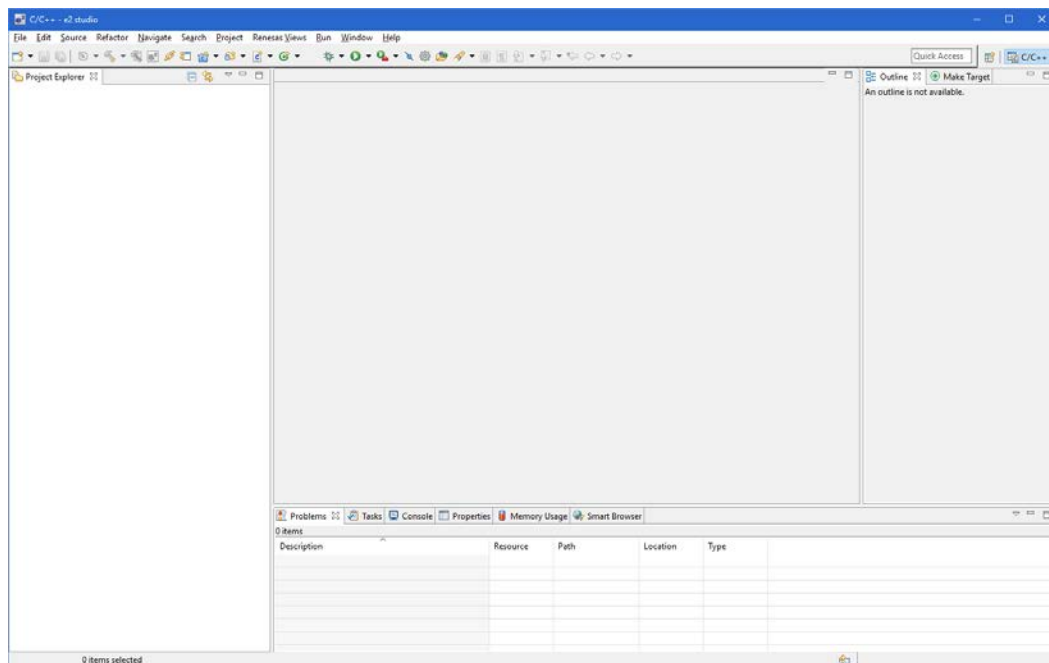 C/C++ - e2 studio
File Edit Source Refactor Navigate Search Project Renesas Views Run Window Help
Quick Access C/C++
Project Explorer
Outline Make Target
An outline is not available.
Problems Tasks Console Properties Memory Usage Smart Browser
0 items
Description Resource Path Location Type
0 items selected